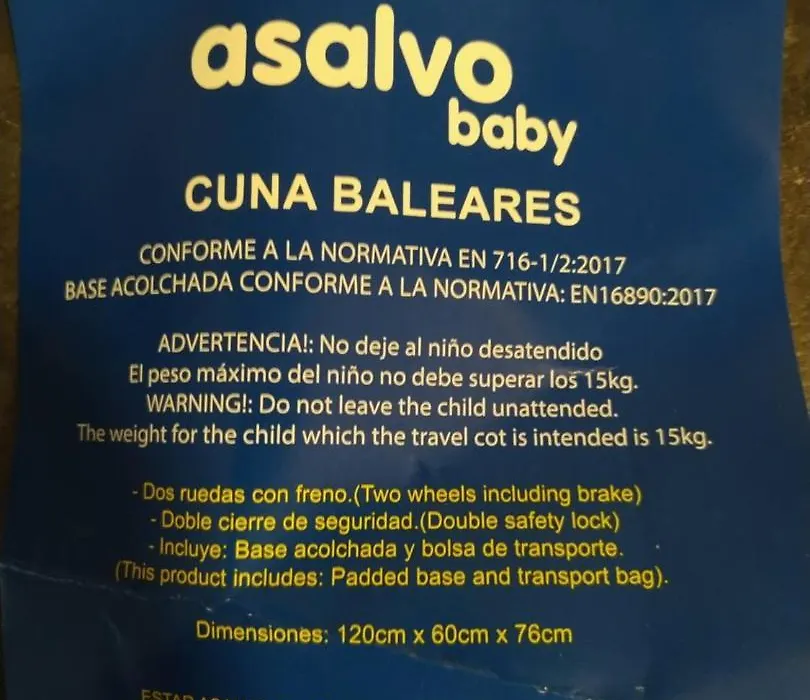 asalvo
baby
CUNA BALEARES
CONFORME A LA NORMATIVA EN 716-1/2:2017
BASE ACOLCHADA CONFORME A LA NORMATIVA: EN16890:2017
ADVERTENCIA!: No deje al niño desatendido
El peso máximo del niño no debe superar los 15kg.
WARNING!: Do not leave the child unattended.
The weight for the child which the travel cot is intended is 15kg.
- Dos ruedas con freno.(Two wheels including brake)
- Doble cierre de seguridad.(Double safety lock)
- Incluye: Base acolchada y bolsa de transporte.
(This product includes: Padded base and transport bag).
Dimensiones: 120cm x 60cm x 76cm